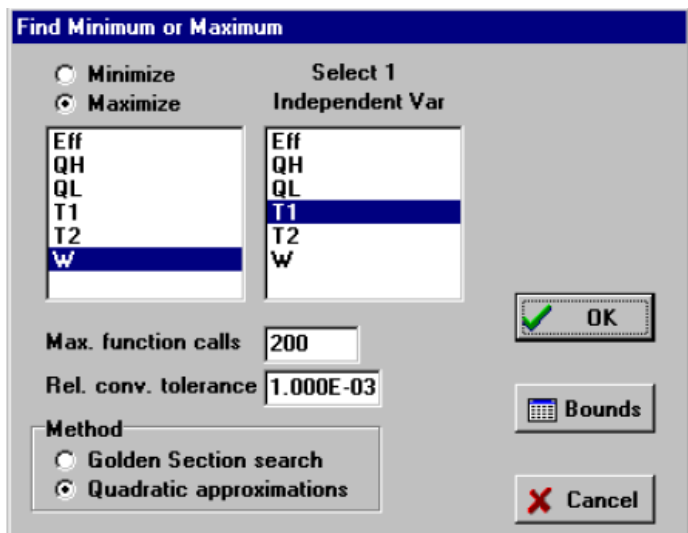 Find Minimum or Maximum
Minimize
Maximize
Select 1
Independent Var
Eff
QH
QL
T1
T2
W
Eff
QH
QL
T1
T2
W
Max. function calls 200
Rel. conv. tolerance 1.000E-03
Method
Golden Section search
Quadratic approximations
OK
Bounds
Cancel